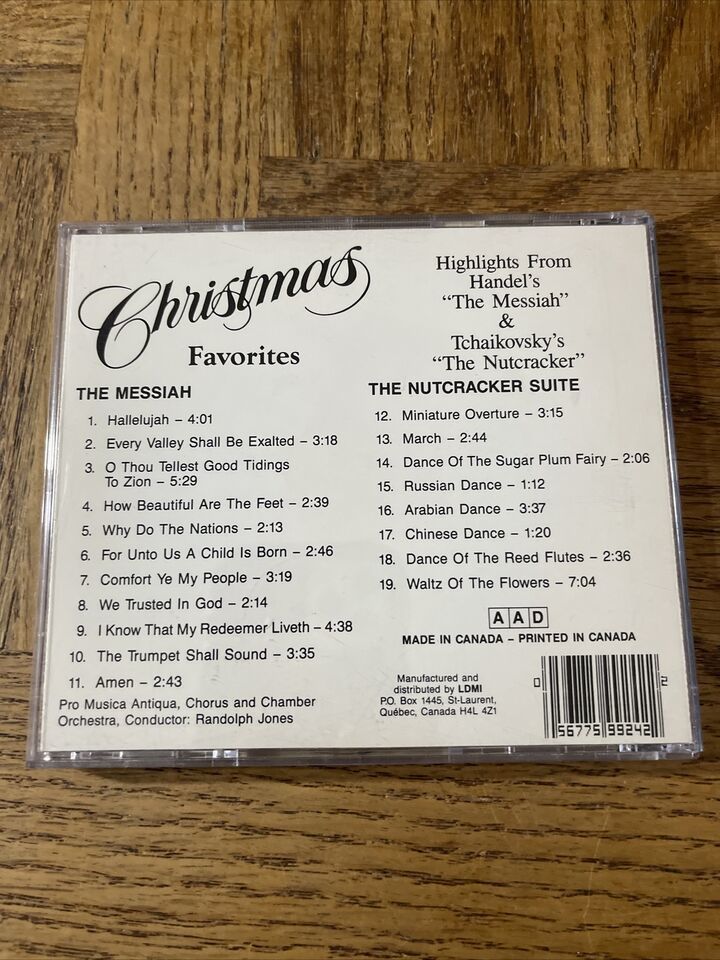 Christmas
Favorites
Highlights From
Handel's
"The Messiah"
&
Tchaikovsky's
"The Nutcracker"
THE MESSIAH
1. Hallelujah – 4:01
2. Every Valley Shall Be Exalted – 3:18
3. O Thou Tellest Good Tidings
To Zion – 5:29
4. How Beautiful Are The Feet – 2:39
5. Why Do The Nations – 2:13
6. For Unto Us A Child Is Born – 2:46
7. Comfort Ye My People – 3:19
8. We Trusted In God – 2:14
9. I Know That My Redeemer Liveth – 4:38
10. The Trumpet Shall Sound – 3:35
11. Amen – 2:43
Pro Musica Antiqua, Chorus and Chamber
Orchestra, Conductor: Randolph Jones
THE NUTCRACKER SUITE
12. Miniature Overture – 3:15
13. March – 2:44
14. Dance Of The Sugar Plum Fairy – 2:06
15. Russian Dance – 1:12
16. Arabian Dance – 3:37
17. Chinese Dance – 1:20
18. Dance Of The Reed Flutes – 2:36
19. Waltz Of The Flowers – 7:04
A A D
MADE IN CANADA – PRINTED IN CANADA
Manufactured and
distributed by LDMI
P.O. Box 1445, St-Laurent,
Québec, Canada H4L 4Z1
0 56775 99242 2